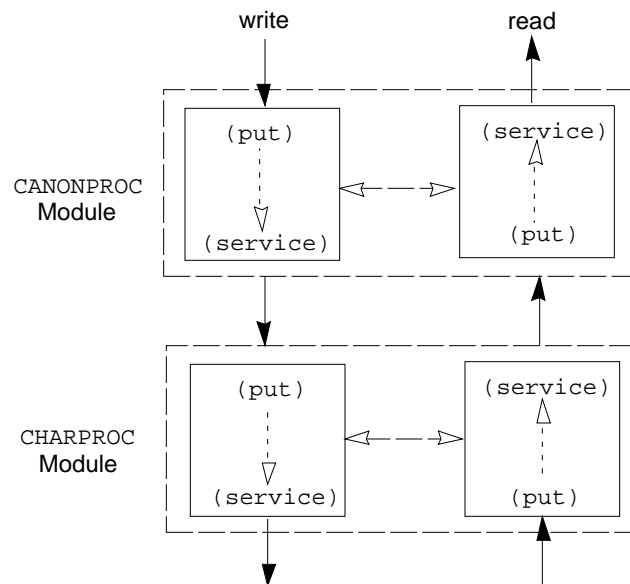 write
read
(put)
(service)
CANONPROC
Module
(service)
(put)
(put)
(service)
CHARPROC
Module
(service)
(put)